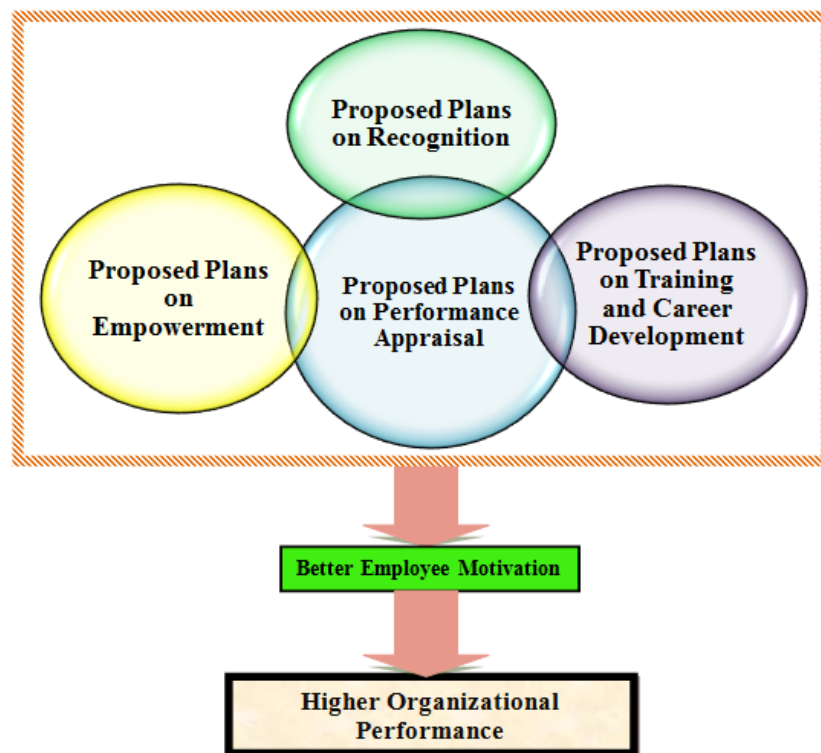 Proposed Plans
on Recognition
Proposed Plans
on
Empowerment
Proposed Plans
on Performance
Appraisal
Proposed Plans
on Training
and Career
Development
Better Employee Motivation
Higher Organizational
Performance